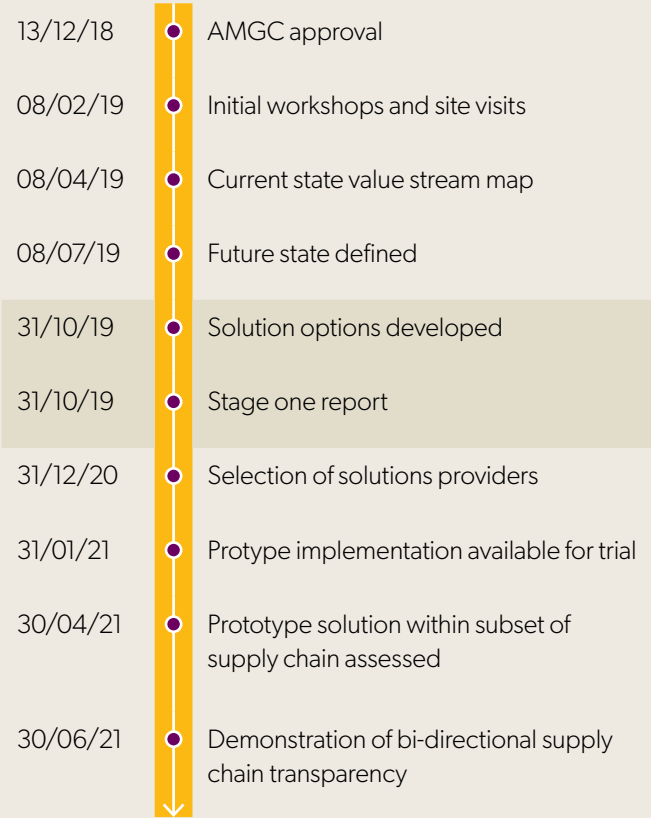 13/12/18 AMGC approval
08/02/19 Initial workshops and site visits
08/04/19 Current state value stream map
08/07/19 Future state defined
31/10/19 Solution options developed
31/10/19 Stage one report
31/12/20 Selection of solutions providers
31/01/21 Protype implementation available for trial
30/04/21 Prototype solution within subset of
supply chain assessed
30/06/21 Demonstration of bi-directional supply
chain transparency